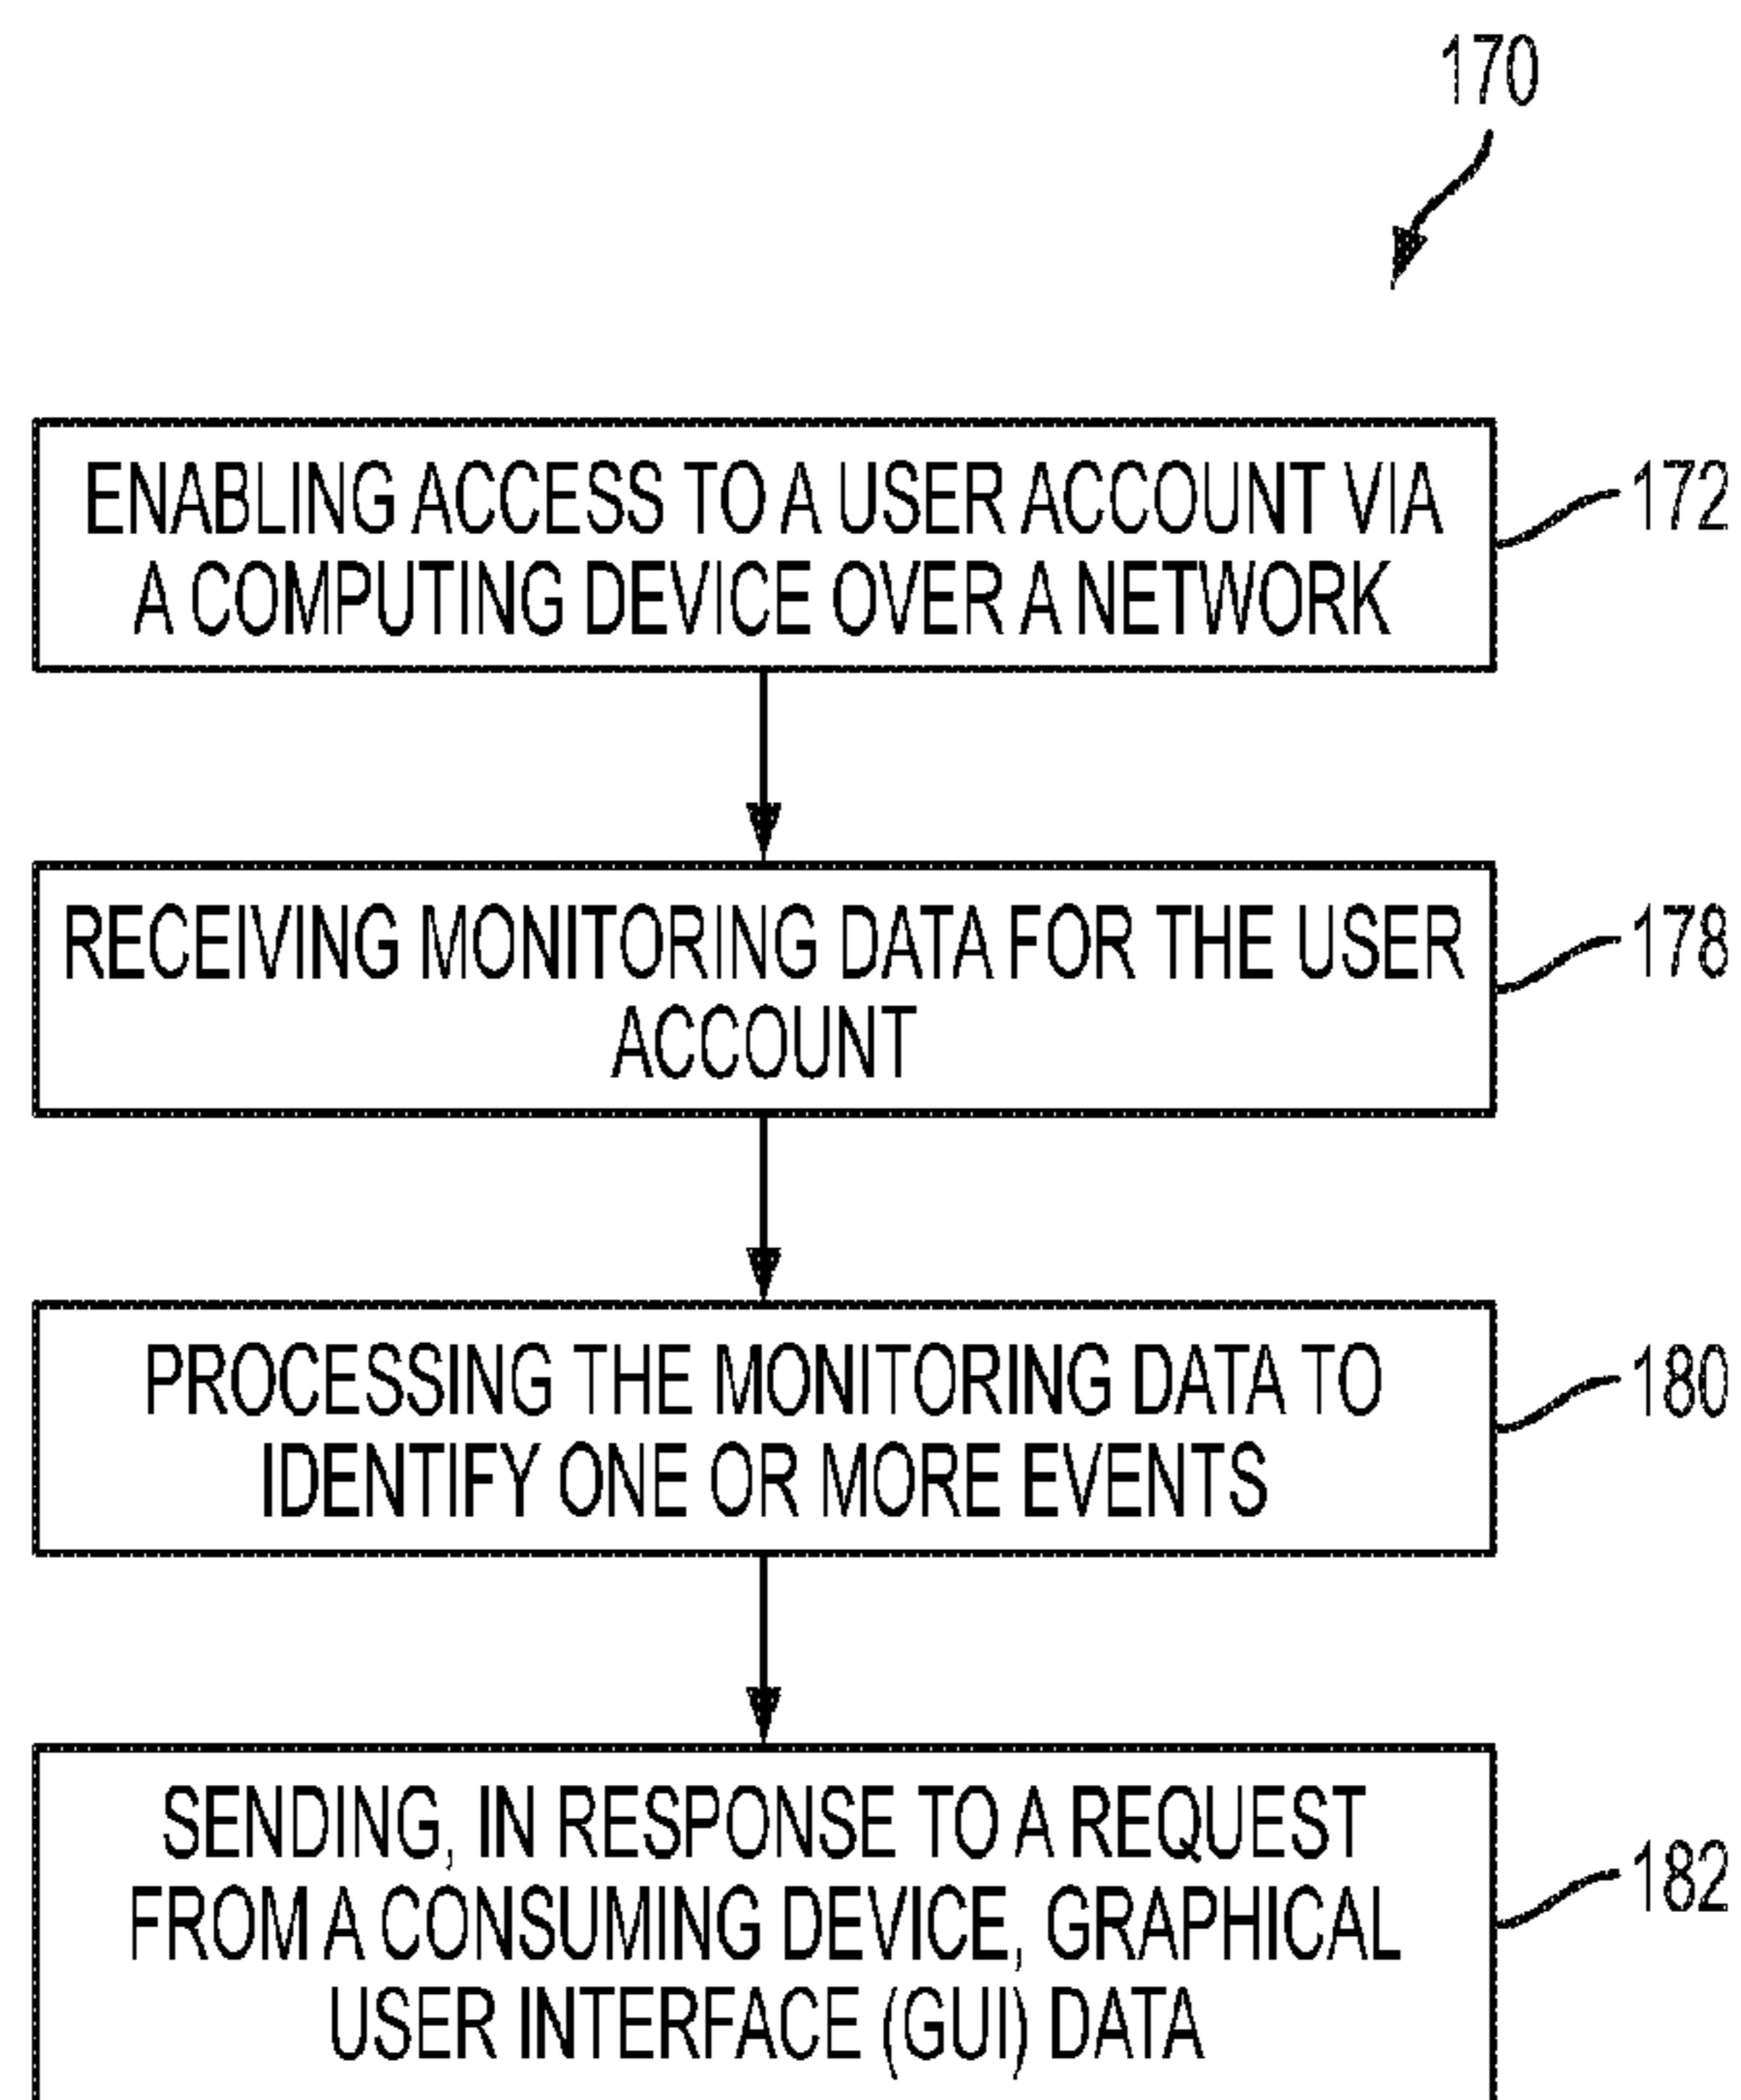 170
ENABLING ACCESS TO A USER ACCOUNT VIA
A COMPUTING DEVICE OVER A NETWORK
172
RECEIVING MONITORING DATA FOR THE USER
ACCOUNT
178
PROCESSING THE MONITORING DATA TO
IDENTIFY ONE OR MORE EVENTS
180
SENDING, IN RESPONSE TO A REQUEST
FROM A CONSUMING DEVICE, GRAPHICAL
USER INTERFACE (GUI) DATA
182